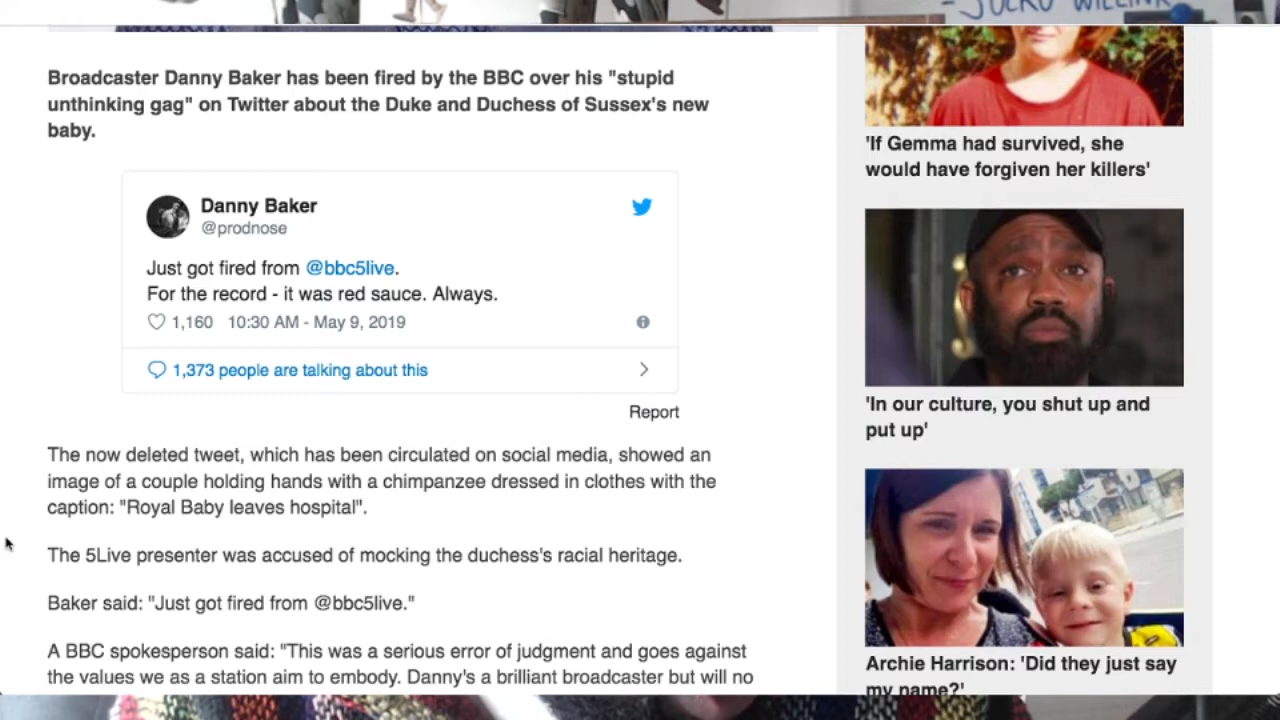 -JOCKO WILLINK
Broadcaster Danny Baker has been fired by the BBC over his "stupid
unthinking gag" on Twitter about the Duke and Duchess of Sussex's new
baby.
Danny Baker
@prodnose
Just got fired from @bbc5live.
For the record - it was red sauce. Always.
1,160 10:30 AM - May 9, 2019
1,373 people are talking about this
Report
The now deleted tweet, which has been circulated on social media, showed an
image of a couple holding hands with a chimpanzee dressed in clothes with the
caption: "Royal Baby leaves hospital".
The 5Live presenter was accused of mocking the duchess's racial heritage.
Baker said: "Just got fired from @bbc5live."
A BBC spokesperson said: "This was a serious error of judgment and goes against
the values we as a station aim to embody. Danny's a brilliant broadcaster but will no
'If Gemma had survived, she
would have forgiven her killers'
'In our culture, you shut up and
put up'
Archie Harrison: 'Did they just say
my name?'